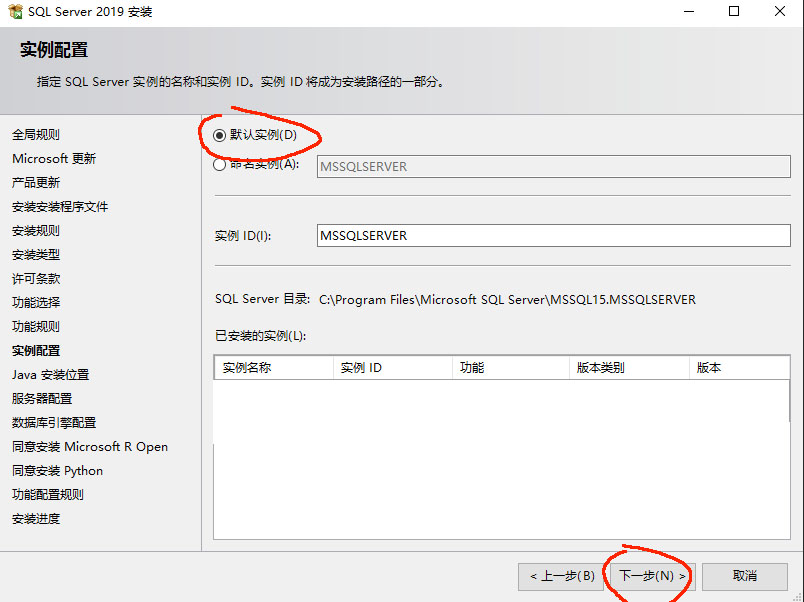 SQL Server 2019 安装
实例配置
指定 SQL Server 实例的名称和实例 ID。实例 ID 将成为安装路径的一部分。
全局规则
Microsoft 更新
产品更新
安装安装程序文件
安装规则
安装类型
许可条款
功能选择
功能规则
实例配置
Java 安装位置
服务器配置
数据库引擎配置
同意安装 Microsoft R Open
同意安装 Python
功能配置规则
安装进度
默认实例(D)
命名实例(A): MSSQLSERVER
实例 ID(I): MSSQLSERVER
SQL Server 目录: C:\Program Files\Microsoft SQL Server\MSSQL15.MSSQLSERVER
已安装的实例(L):
实例名称 实例 ID 功能 版本类别 版本
< 上一步(B) 下一步(N) > 取消